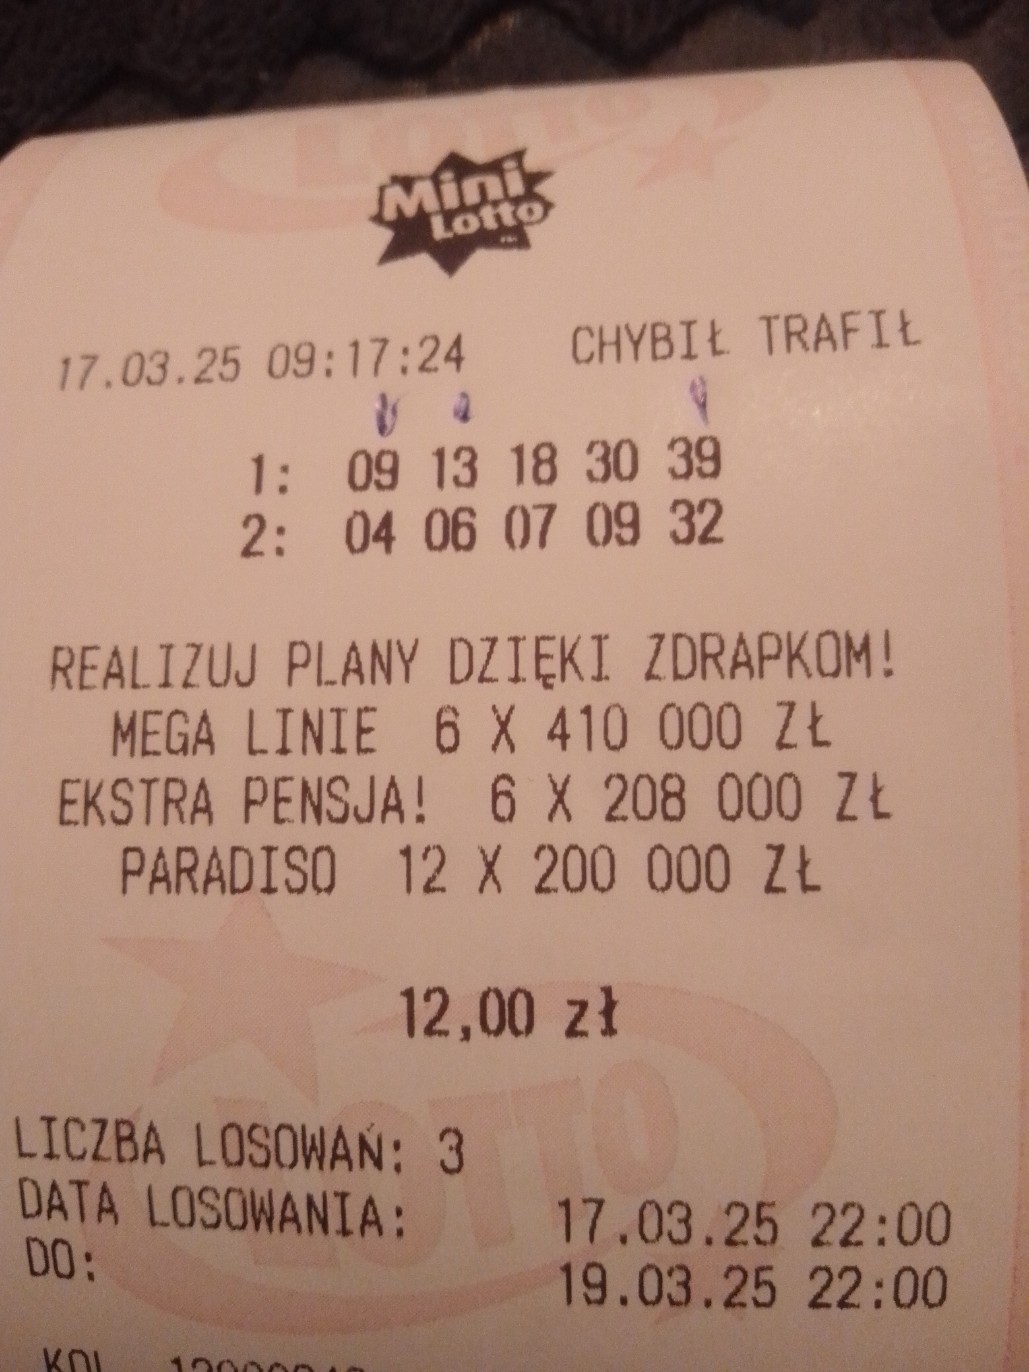 Mini
Lotto
17.03.25 09:17:24 CHYBIŁ TRAFIŁ
1: 09 13 18 30 39
2: 04 06 07 09 32
REALIZUJ PLANY DZIĘKI ZDRAPKOM!
MEGA LINIE 6 X 410 000 ZŁ
EKSTRA PENSJA! 6 X 208 000 ZŁ
PARADISO 12 X 200 000 ZŁ
12,00 zł
LOTTO
LICZBA LOSOWAŃ: 3
DATA LOSOWANIA: 17.03.25 22:00
DO: 19.03.25 22:00